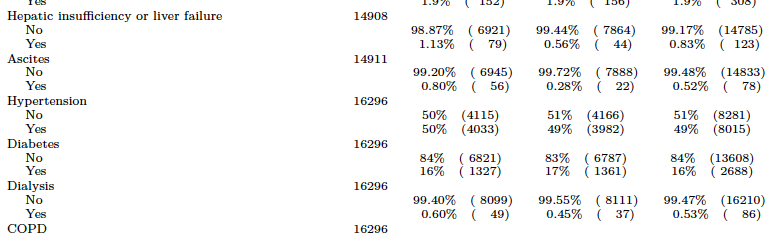 Yes 1.9% ( 152) 1.9% ( 156) 1.9% ( 308)
Hepatic insufficiency or liver failure 14908
No 98.87% ( 6921) 99.44% ( 7864) 99.17% (14785)
Yes 1.13% ( 79) 0.56% ( 44) 0.83% ( 123)
Ascites 14911
No 99.20% ( 6945) 99.72% ( 7888) 99.48% (14833)
Yes 0.80% ( 56) 0.28% ( 22) 0.52% ( 78)
Hypertension 16296
No 50% (4115) 51% (4166) 51% (8281)
Yes 50% (4033) 49% (3982) 49% (8015)
Diabetes 16296
No 84% ( 6821) 83% ( 6787) 84% (13608)
Yes 16% ( 1327) 17% ( 1361) 16% ( 2688)
Dialysis 16296
No 99.40% ( 8099) 99.55% ( 8111) 99.47% (16210)
Yes 0.60% ( 49) 0.45% ( 37) 0.53% ( 86)
COPD 16296